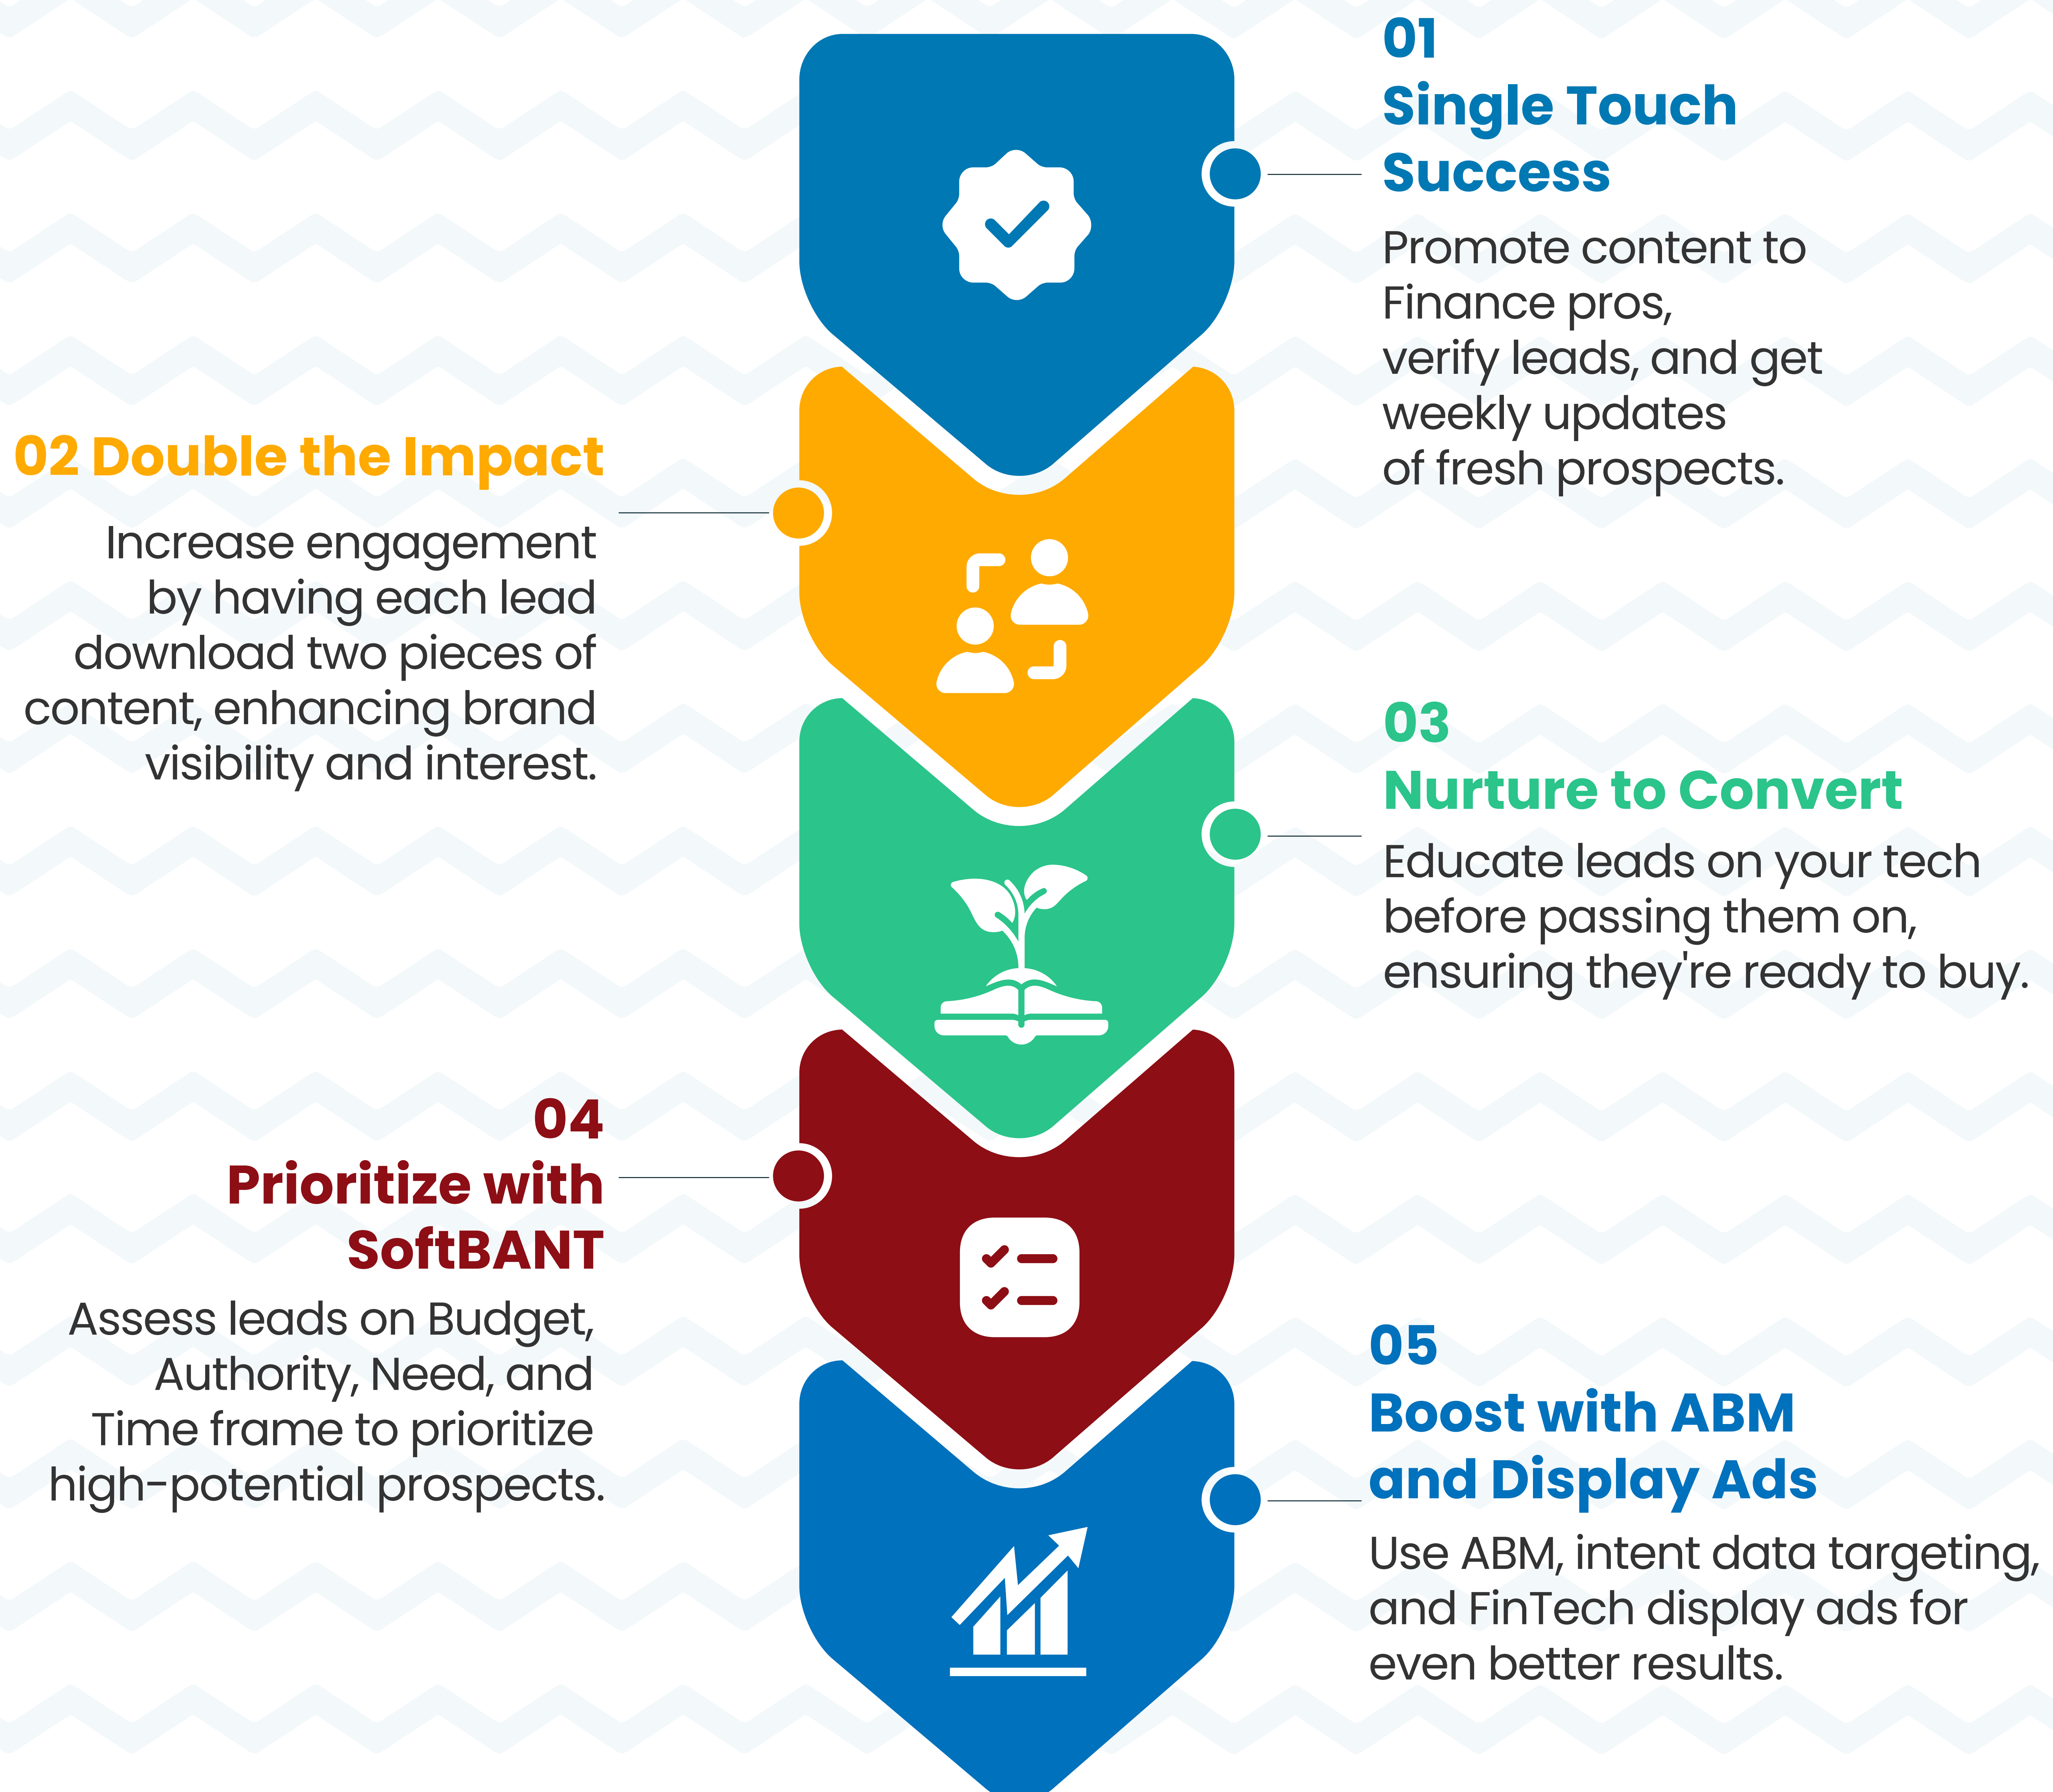 01
Single Touch
Success
Promote content to
Finance pros,
verify leads, and get
weekly updates
of fresh prospects.
02 Double the Impact
Increase engagement
by having each lead
download two pieces of
content, enhancing brand
visibility and interest.
03
Nurture to Convert
Educate leads on your tech
before passing them on,
ensuring they're ready to buy.
04
Prioritize with
SoftBANT
Assess leads on Budget,
Authority, Need, and
Time frame to prioritize
high-potential prospects.
05
Boost with ABM
and Display Ads
Use ABM, intent data targeting,
and FinTech display ads for
even better results.